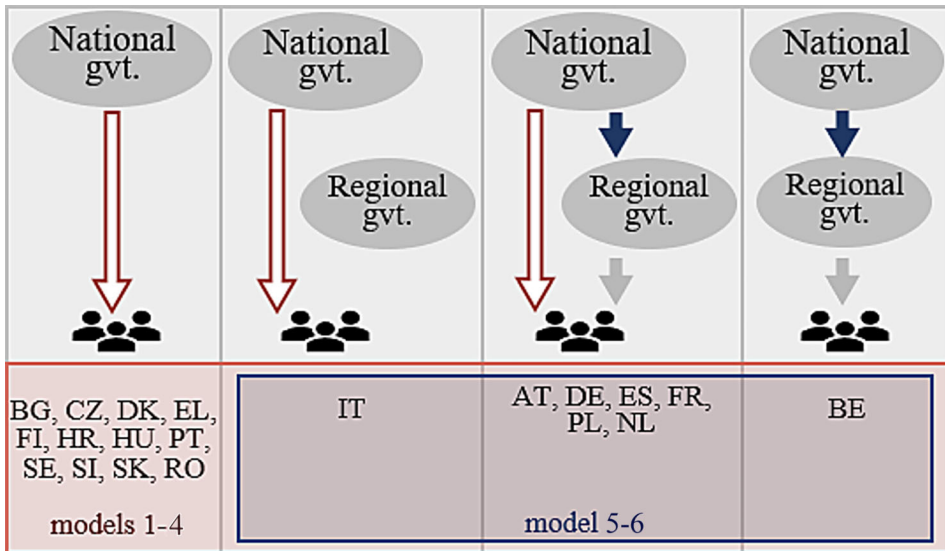 National
gvt.
National
gvt.
Regional
gvt.
National
gvt.
Regional
gvt.
National
gvt.
Regional
gvt.
BG, CZ, DK, EL,
FI, HR, HU, PT,
SE, SI, SK, RO
IT
AT, DE, ES, FR,
PL, NL
BE
models 1-4
model 5-6